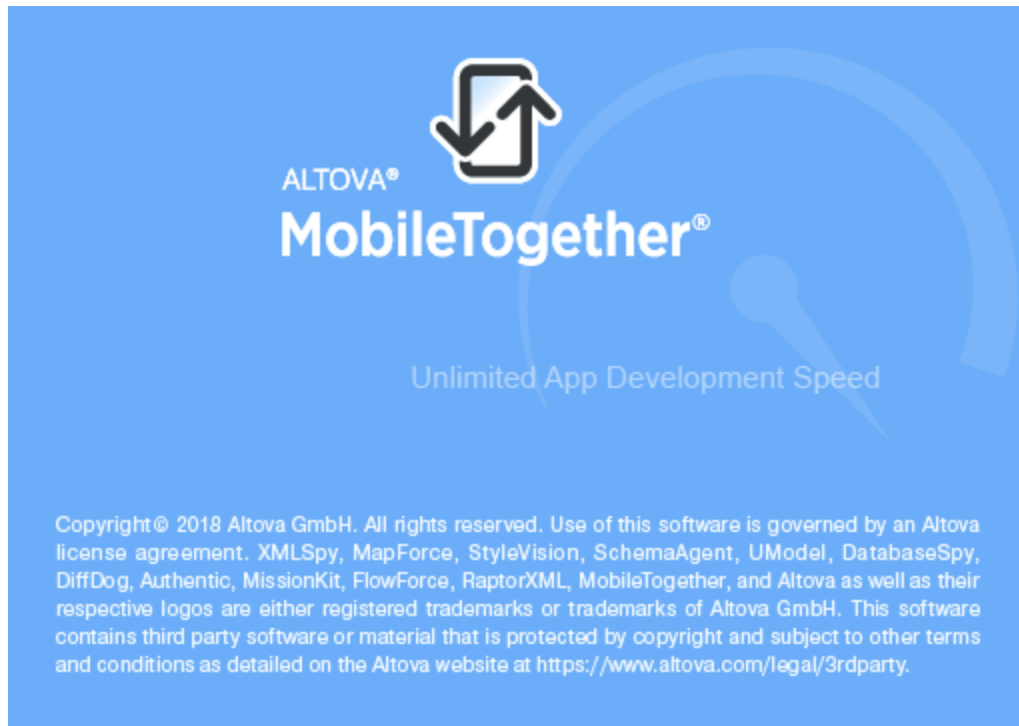 ALTOVA®
MobileTogether®
Unlimited App Development Speed
Copyright© 2018 Altova GmbH. All rights reserved. Use of this software is governed by an Altova
license agreement. XMLSpy, MapForce, StyleVision, SchemaAgent, UModel, DatabaseSpy,
DiffDog, Authentic, MissionKit, FlowForce, RaptorXML, MobileTogether, and Altova as well as their
respective logos are either registered trademarks or trademarks of Altova GmbH. This software
contains third party software or material that is protected by copyright and subject to other terms
and conditions as detailed on the Altova website at https://www.altova.com/legal/3rdparty.